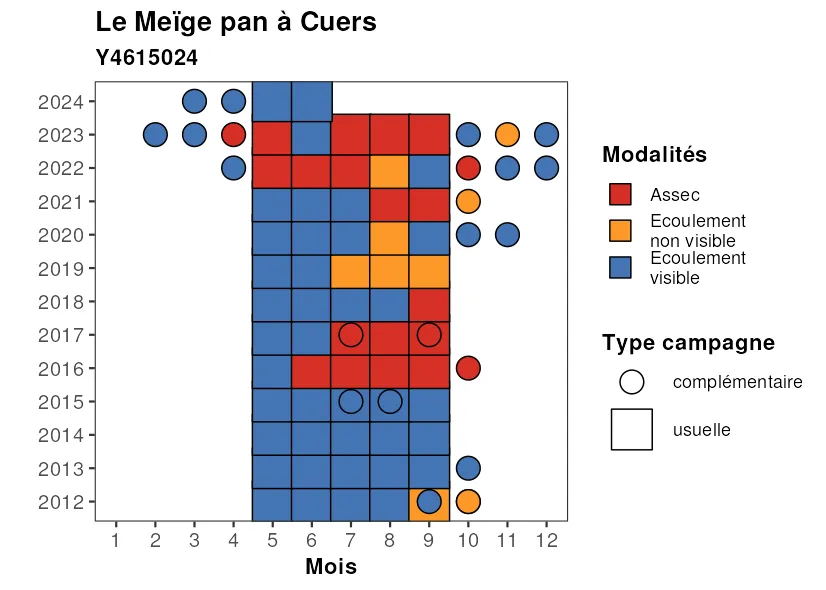 Le Meïge pan à Cuers
Y4615024
2024
2023
2022
2021
2020
2019
2018
2017
2016
2015
2014
2013
2012
1 2 3 4 5 6 7 8 9 10 11 12
Mois
Modalités
Assec
Ecoulement
non visible
Ecoulement
visible
Type campagne
complémentaire
usuelle